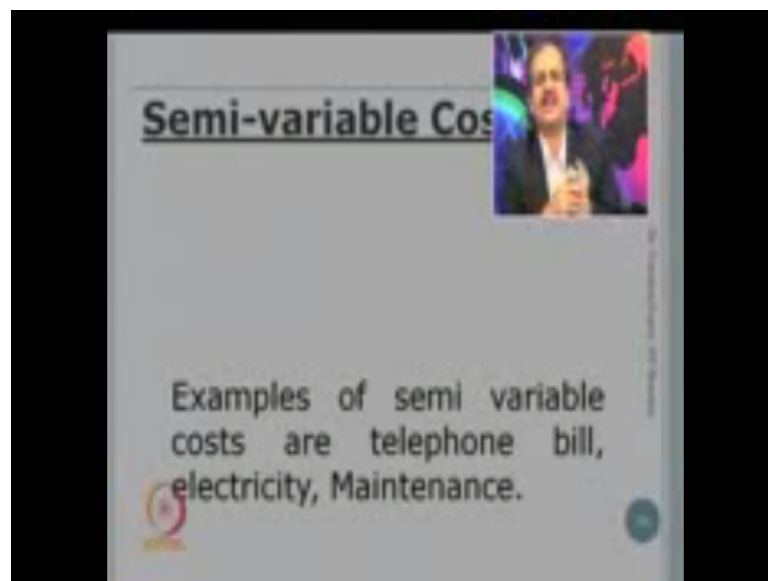 Semi-variable Cos
Examples of semi variable
costs are telephone bill,
electricity, Maintenance.